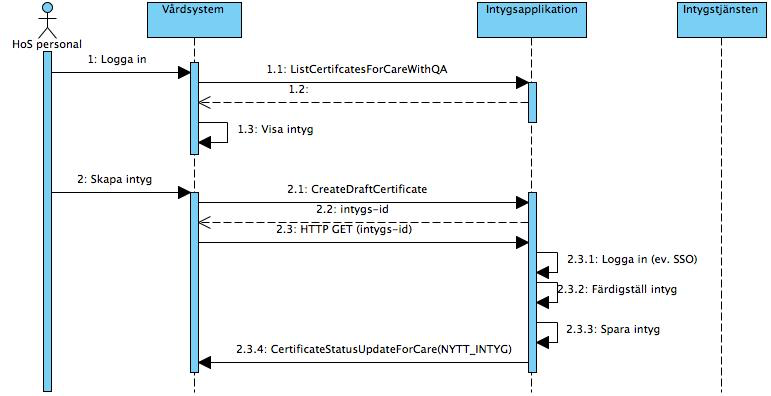 Vårdsystem
Intygsapplikation
Intygstjänsten
HoS personal
1: Logga in
1.1: ListCertifcatesForCareWithQA
1.2:
1.3: Visa intyg
2: Skapa intyg
2.1: CreateDraftCertificate
2.2: intygs-id
2.3: HTTP GET (intygs-id)
2.3.1: Logga in (ev. SSO)
2.3.2: Färdigställ intyg
2.3.3: Spara intyg
2.3.4: CertificateStatusUpdateForCare(NYTT_INTYG)